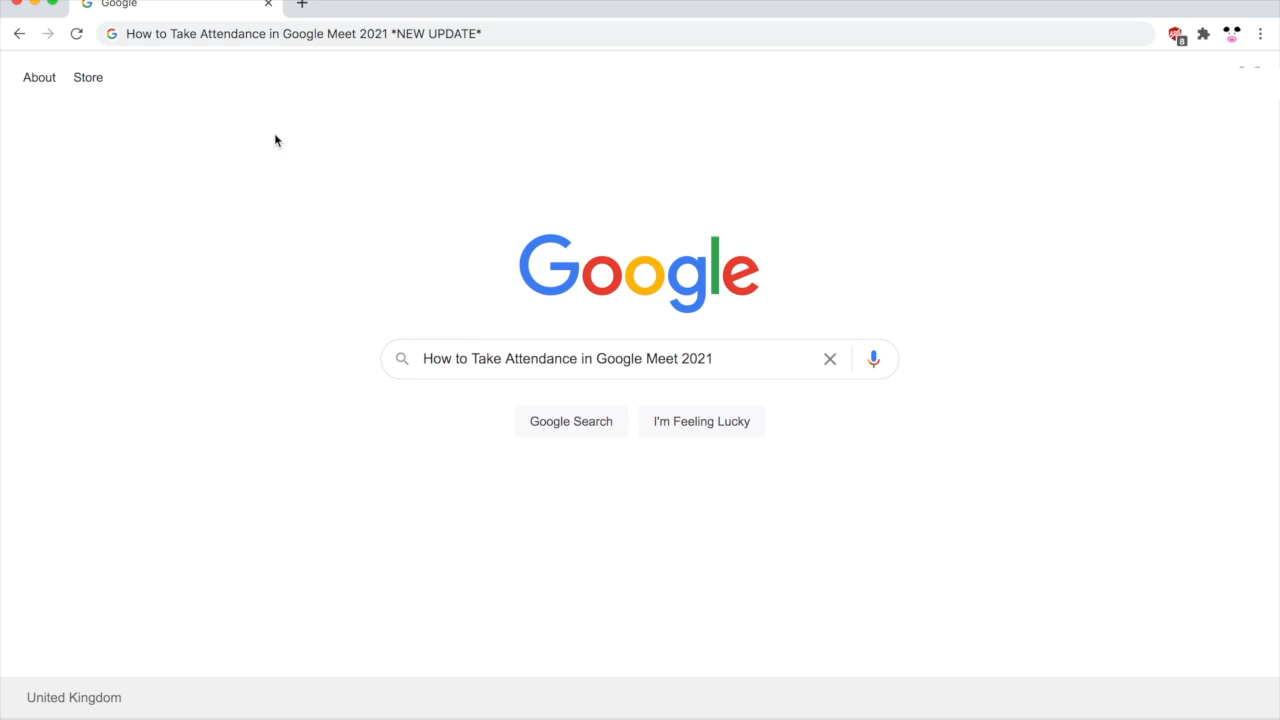 Google
How to Take Attendance in Google Meet 2021 *NEW UPDATE*
8
About Store
Google
How to Take Attendance in Google Meet 2021
Google Search I'm Feeling Lucky
United Kingdom